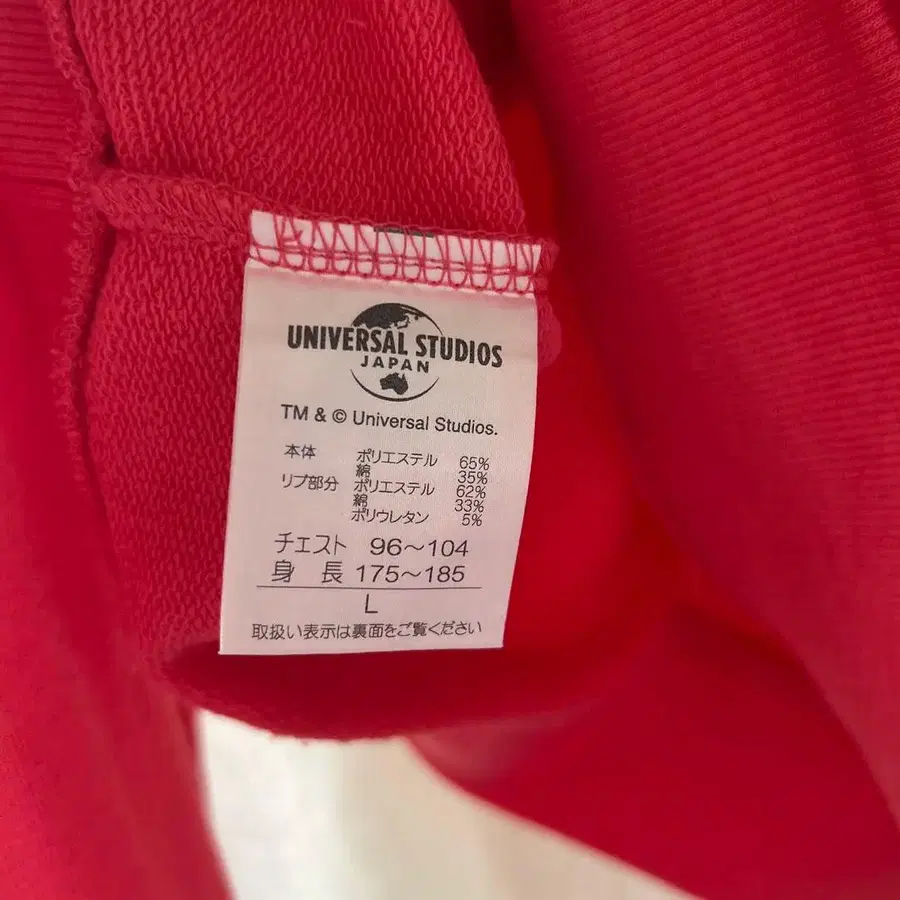 UNIVERSAL STUDIOS
JAPAN
TM & © Universal Studios.
本体 ポリエステル 65%
綿 35%
リブ部分 ポリエステル 62%
綿 33%
ポリウレタン 5%
チェスト 96〜104
身長 175〜185
L
取扱い表示は裏面をご覧ください